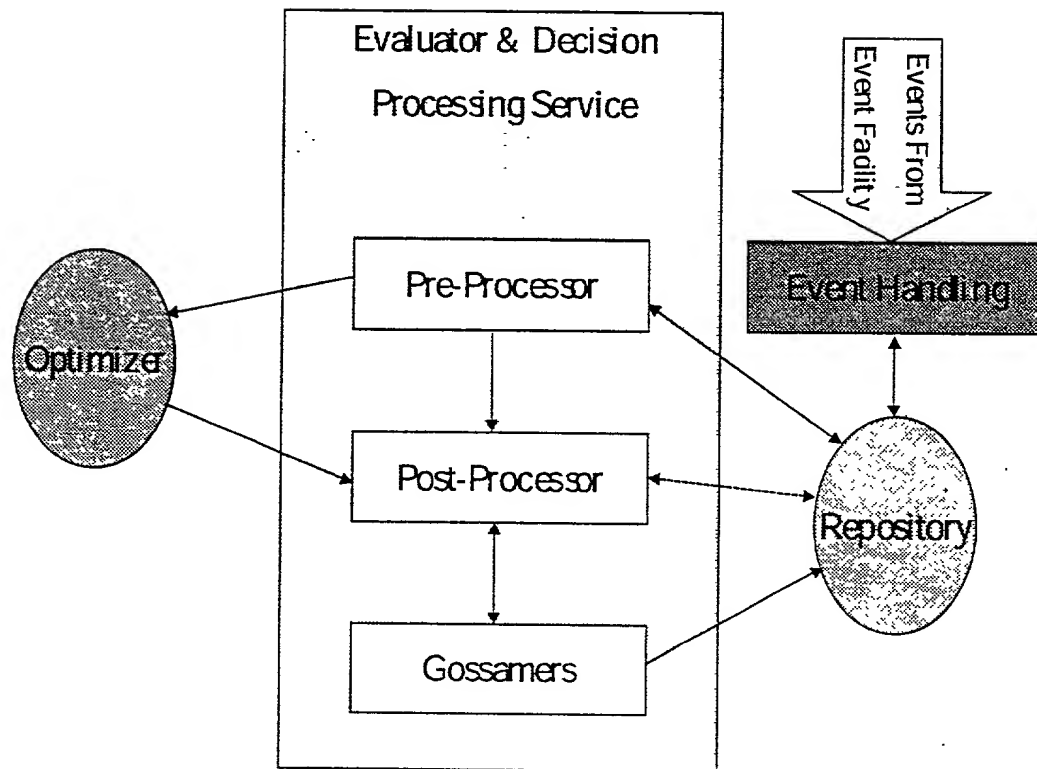 Evaluator & Decision
Processing Service
Events From
Event Facility
Pre-Processor
Event Handling
Optimizer
Post-Processor
Repository
Gossamers